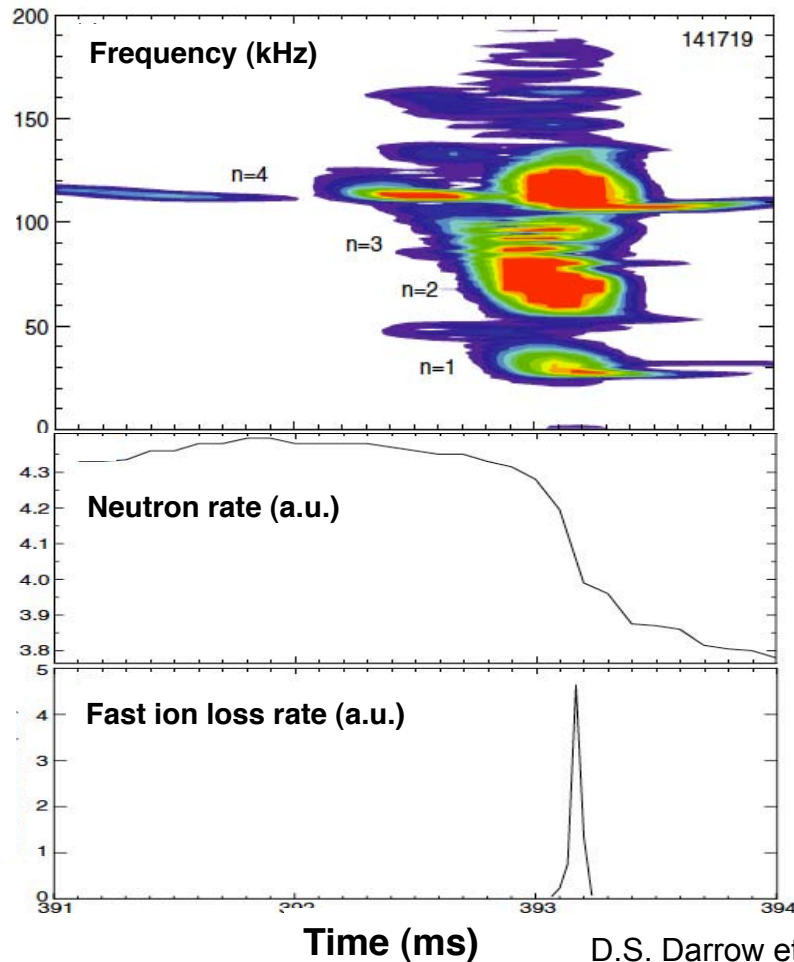 200
Frequency (kHz)
141719
150
n=4
100
n=3
n=2
50
n=1
0
4.3
Neutron rate (a.u.)
4.2
4.1
4.0
3.9
3.8
5
Fast ion loss rate (a.u.)
4
3
2
1
0
391
392
393
394
Time (ms)
D.S. Darrow et